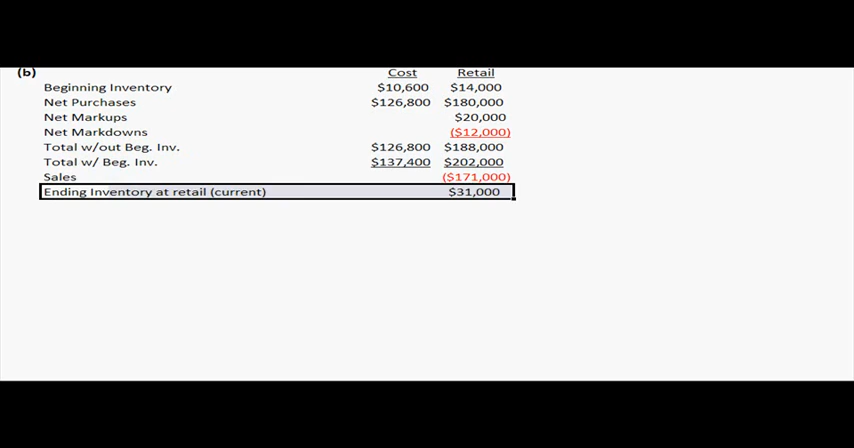 (b) Cost Retail
Beginning Inventory $10,600 $14,000
Net Purchases $126,800 $180,000
Net Markups $20,000
Net Markdowns ($12,000)
Total w/out Beg. Inv. $126,800 $188,000
Total w/ Beg. Inv. $137,400 $202,000
Sales ($171,000)
Ending Inventory at retail (current) $31,000